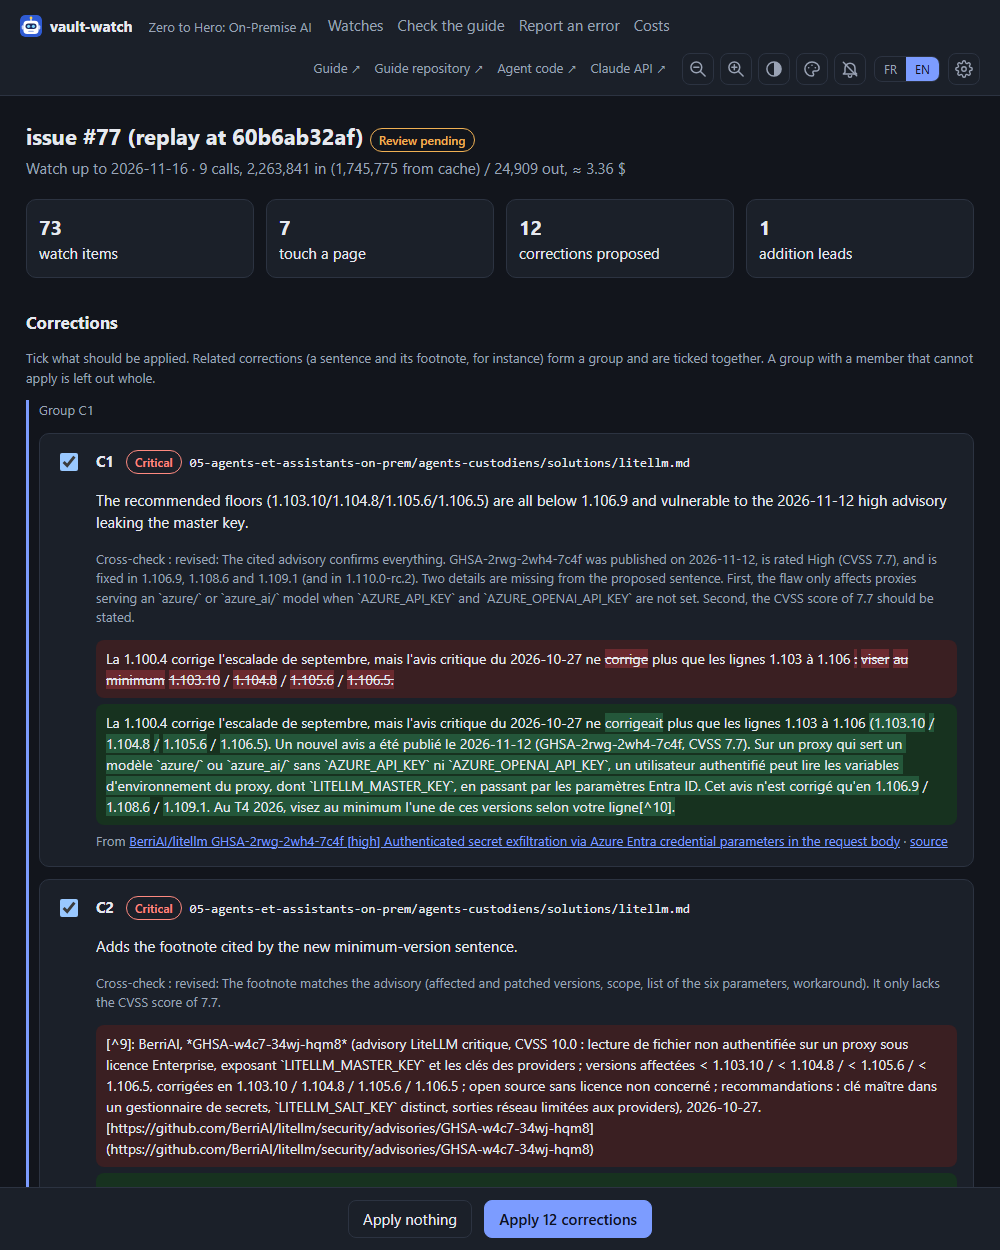 vault-watch Zero to Hero: On-Premise AI Watches Check the guide Report an error Costs
Guide ↗ Guide repository ↗ Agent code ↗ Claude API ↗ FR EN
issue #77 (replay at 60b6ab32af) Review pending
Watch up to 2026-11-16 · 9 calls, 2,263,841 in (1,745,775 from cache) / 24,909 out, ≈ 3.36 $
73
watch items
7
touch a page
12
corrections proposed
1
addition leads
Corrections
Tick what should be applied. Related corrections (a sentence and its footnote, for instance) form a group and are ticked together. A group with a member that cannot
apply is left out whole.
Group C1
C1 Critical 05-agents-et-assistants-on-prem/agents-custodiens/solutions/litellm.md
The recommended floors (1.103.10/1.104.8/1.105.6/1.106.5) are all below 1.106.9 and vulnerable to the 2026-11-12 high advisory
leaking the master key.
Cross-check : revised: The cited advisory confirms everything. GHSA-2rwg-2wh4-7c4f was published on 2026-11-12, is rated High (CVSS 7.7), and is
fixed in 1.106.9, 1.108.6 and 1.109.1 (and in 1.110.0-rc.2). Two details are missing from the proposed sentence. First, the flaw only affects proxies
serving an `azure/` or `azure_ai/` model when `AZURE_API_KEY` and `AZURE_OPENAI_API_KEY` are not set. Second, the CVSS score of 7.7 should be
stated.
La 1.100.4 corrige l'escalade de septembre, mais l'avis critique du 2026-10-27 ne corrige plus que les lignes 1.103 à 1.106 : viser au
minimum 1.103.10 / 1.104.8 / 1.105.6 / 1.106.5.
La 1.100.4 corrige l'escalade de septembre, mais l'avis critique du 2026-10-27 ne corrigeait plus que les lignes 1.103 à 1.106 (1.103.10 /
1.104.8 / 1.105.6 / 1.106.5). Un nouvel avis a été publié le 2026-11-12 (GHSA-2rwg-2wh4-7c4f, CVSS 7.7). Sur un proxy qui sert un
modèle `azure/` ou `azure_ai/` sans `AZURE_API_KEY` ni `AZURE_OPENAI_API_KEY`, un utilisateur authentifié peut lire les variables
d'environnement du proxy, dont `LITELLM_MASTER_KEY`, en passant par les paramètres Entra ID. Cet avis n'est corrigé qu'en 1.106.9 /
1.108.6 / 1.109.1. Au T4 2026, visez au minimum l'une de ces versions selon votre ligne[^10].
From BerriAI/litellm GHSA-2rwg-2wh4-7c4f [high] Authenticated secret exfiltration via Azure Entra credential parameters in the request body · source
C2 Critical 05-agents-et-assistants-on-prem/agents-custodiens/solutions/litellm.md
Adds the footnote cited by the new minimum-version sentence.
Cross-check : revised: The footnote matches the advisory (affected and patched versions, scope, list of the six parameters, workaround). It only lacks
the CVSS score of 7.7.
[^9]: BerriAI, *GHSA-w4c7-34wj-hqm8* (advisory LiteLLM critique, CVSS 10.0 : lecture de fichier non authentifiée sur un proxy sous
licence Enterprise, exposant `LITELLM_MASTER_KEY` et les clés des providers ; versions affectées < 1.103.10 / < 1.104.8 / < 1.105.6 / <
1.106.5, corrigées en 1.103.10 / 1.104.8 / 1.105.6 / 1.106.5 ; open source sans licence non concerné ; recommandations : clé maître dans
un gestionnaire de secrets, `LITELLM_SALT_KEY` distinct, sorties réseau limitées aux providers), 2026-10-27.
[https://github.com/BerriAI/litellm/security/advisories/GHSA-w4c7-34wj-hqm8]
(https://github.com/BerriAI/litellm/security/advisories/GHSA-w4c7-34wj-hqm8)
Apply nothing Apply 12 corrections